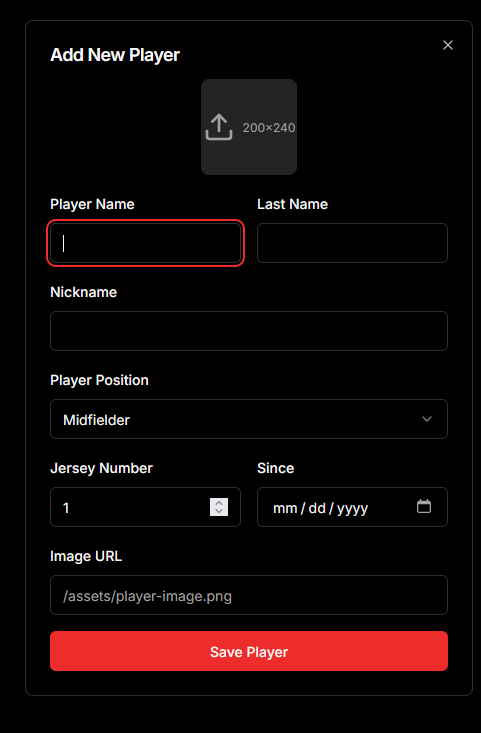 Add New Player
200×240
Player Name Last Name
Nickname
Player Position
Midfielder
Jersey Number Since
1 mm / dd / yyyy
Image URL
/assets/player-image.png
Save Player